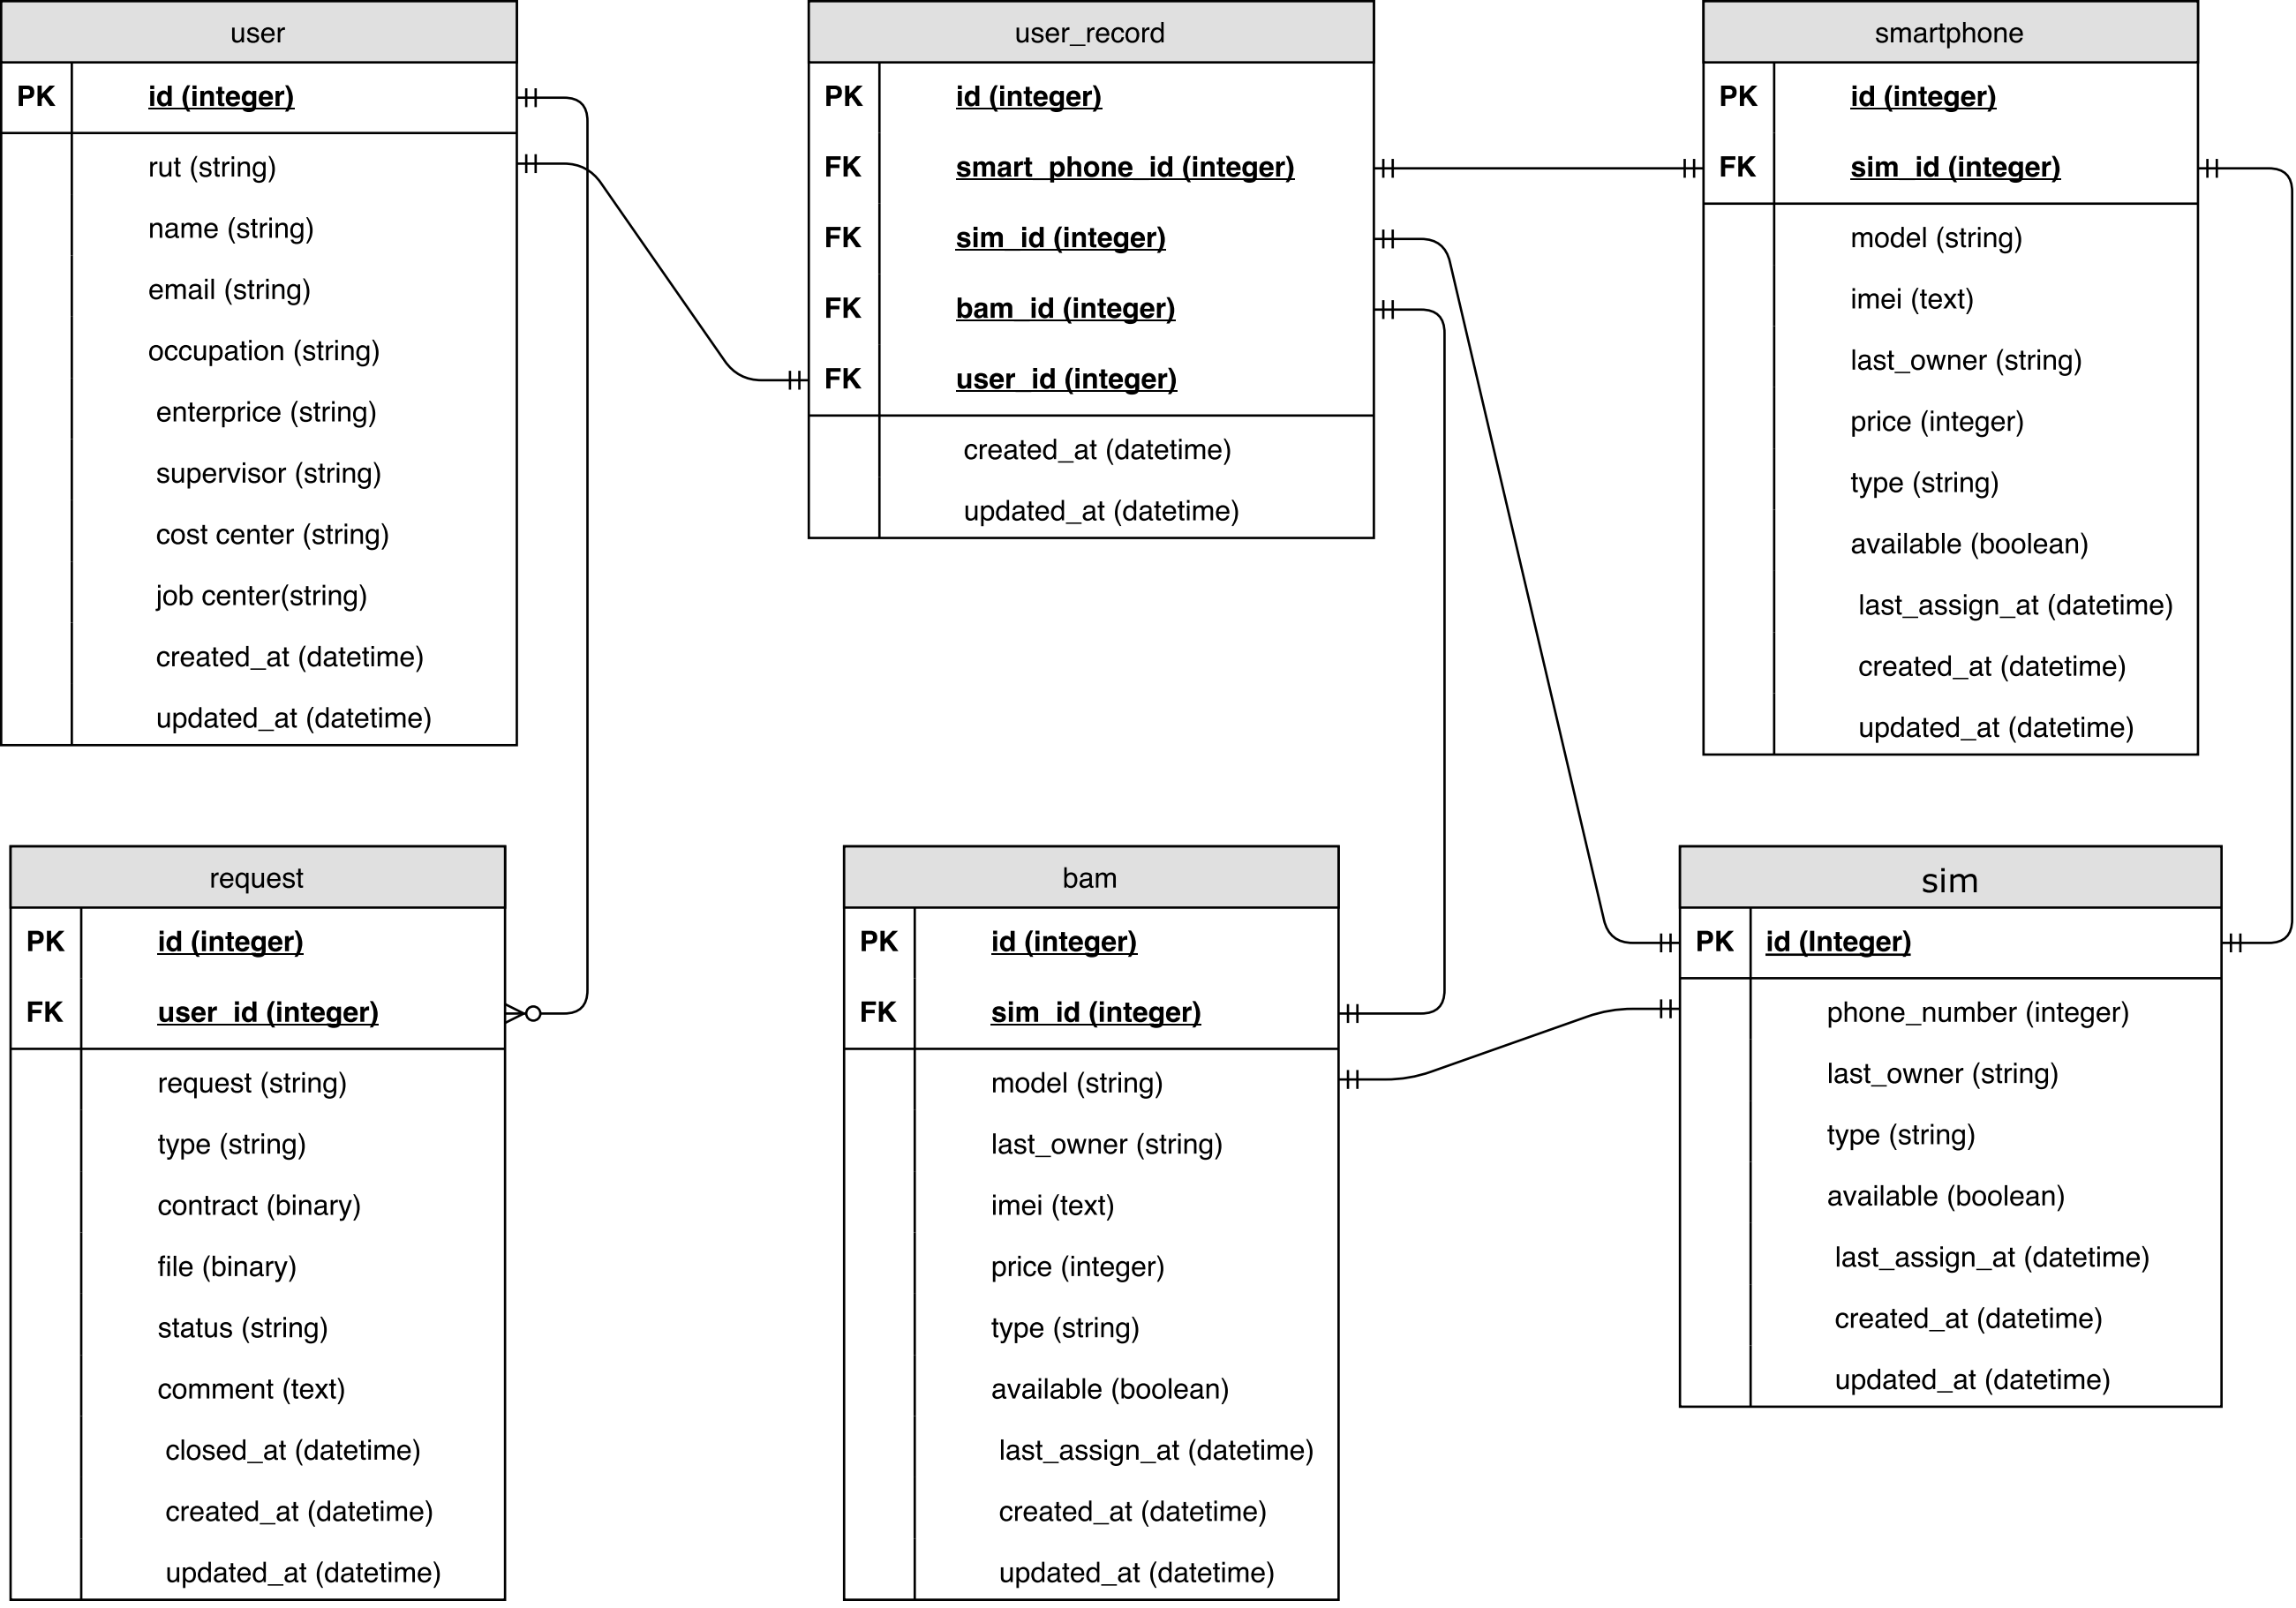 user
PK id (integer)
rut (string)
name (string)
email (string)
occupation (string)
enterprice (string)
supervisor (string)
cost center (string)
job center(string)
created_at (datetime)
updated_at (datetime)
user_record
PK id (integer)
FK smart_phone_id (integer)
FK sim_id (integer)
FK bam_id (integer)
FK user_id (integer)
created_at (datetime)
updated_at (datetime)
smartphone
PK id (integer)
FK sim_id (integer)
model (string)
imei (text)
last_owner (string)
price (integer)
type (string)
available (boolean)
last_assign_at (datetime)
created_at (datetime)
updated_at (datetime)
request
PK id (integer)
FK user_id (integer)
request (string)
type (string)
contract (binary)
file (binary)
status (string)
comment (text)
closed_at (datetime)
created_at (datetime)
updated_at (datetime)
bam
PK id (integer)
FK sim_id (integer)
model (string)
last_owner (string)
imei (text)
price (integer)
type (string)
available (boolean)
last_assign_at (datetime)
created_at (datetime)
updated_at (datetime)
sim
PK id (Integer)
phone_number (integer)
last_owner (string)
type (string)
available (boolean)
last_assign_at (datetime)
created_at (datetime)
updated_at (datetime)